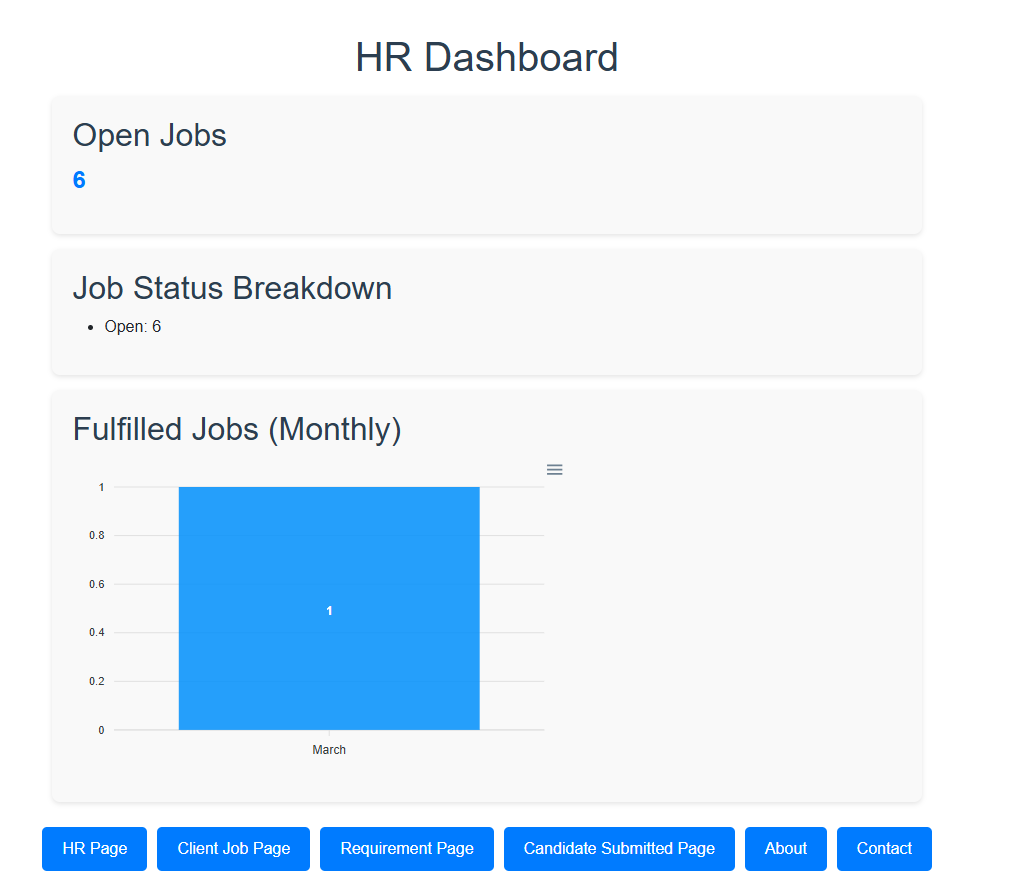 HR Dashboard
Open Jobs
6
Job Status Breakdown
Open: 6
Fulfilled Jobs (Monthly)
1
0.8
0.6
0.4
0.2
0
1
March
HR Page Client Job Page Requirement Page Candidate Submitted Page About Contact